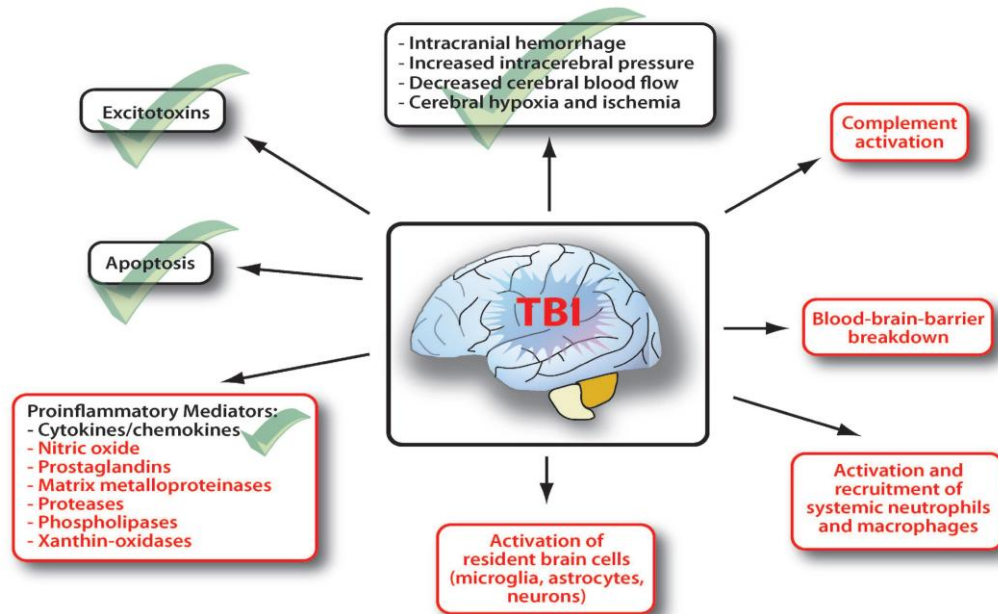 - Intracranial hemorrhage
- Increased intracerebral pressure
- Decreased cerebral blood flow
- Cerebral hypoxia and ischemia
Excitotoxins
Complement
activation
Apoptosis
TBI
Blood-brain-barrier
breakdown
Proinflammatory Mediators:
- Cytokines/chemokines
- Nitric oxide
- Prostaglandins
- Matrix metalloproteinases
- Proteases
- Phospholipases
- Xanthin-oxidases
Activation of
resident brain cells
(microglia, astrocytes,
neurons)
Activation and
recruitment of
systemic neutrophils
and macrophages